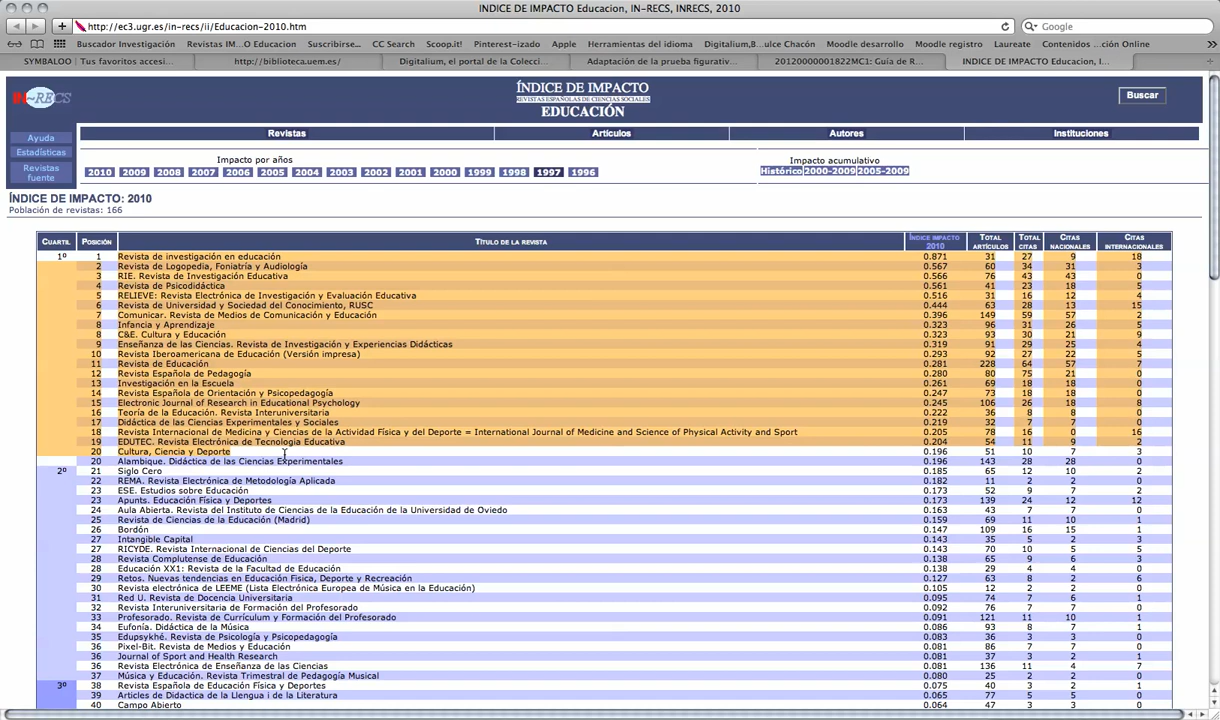 INDICE DE IMPACTO Educacion, IN-RECS, INRECS, 2010
http://ec3.ugr.es/in-recs/ii/Educacion-2010.htm
Google
Buscador Investigación Revistas IM...O Educacion Suscribirse... CC Search Scoop.it! Pinterest-izado Apple Herramientas del idioma Digitalium,B...ulce Chacón Moodle desarrollo Moodle registro Laureate Contenidos ...ción Online
SYMBALOO | Tus favoritos accesi... http://biblioteca.uem.es/ Digitalium, el portal de la Colecci... Adaptación de la prueba figurativ... 20120000001822MC1: Guía de R... INDICE DE IMPACTO Educacion, I...
IN-RECS
ÍNDICE DE IMPACTO
REVISTAS ESPAÑOLAS DE CIENCIAS SOCIALES
EDUCACIÓN
Buscar
Ayuda
Estadísticas
Revistas
fuente
Revistas Artículos Autores Instituciones
Impacto por años Impacto acumulativo
2010 2009 2008 2007 2006 2005 2004 2003 2002 2001 2000 1999 1998 1997 1996 Histórico 2000-2009 2005-2009
ÍNDICE DE IMPACTO: 2010
Población de revistas: 166
CUARTIL POSICIÓN TÍTULO DE LA REVISTA ÍNDICE IMPACTO 2010 TOTAL ARTÍCULOS TOTAL CITAS CITAS NACIONALES CITAS INTERNACIONALES
1º 1 Revista de investigación en educación 0.871 31 27 9 18
2 Revista de Logopedia, Foniatría y Audiología 0.567 60 34 31 3
3 RIE. Revista de Investigación Educativa 0.566 76 43 43 0
4 Revista de Psicodidáctica 0.561 41 23 18 5
5 RELIEVE: Revista Electrónica de Investigación y Evaluación Educativa 0.516 31 16 12 4
6 Revista de Universidad y Sociedad del Conocimiento, RUSC 0.444 63 28 13 15
7 Comunicar. Revista de Medios de Comunicación y Educación 0.396 149 59 57 2
8 Infancia y Aprendizaje 0.323 96 31 26 5
8 C&E. Cultura y Educación 0.323 93 30 21 9
9 Enseñanza de las Ciencias. Revista de Investigación y Experiencias Didácticas 0.319 91 29 25 4
10 Revista Iberoamericana de Educación (Versión impresa) 0.293 92 27 22 5
11 Revista de Educación 0.281 228 64 57 7
12 Revista Española de Pedagogía 0.280 80 75 21 0
13 Investigación en la Escuela 0.261 69 18 18 0
14 Revista Española de Orientación y Psicopedagogía 0.247 73 18 18 0
15 Electronic Journal of Research in Educational Psychology 0.245 106 26 18 8
16 Teoría de la Educación. Revista Interuniversitaria 0.222 36 8 8 0
17 Didáctica de las Ciencias Experimentales y Sociales 0.219 32 7 7 0
18 Revista Internacional de Medicina y Ciencias de la Actividad Física y del Deporte = International Journal of Medicine and Science of Physical Activity and Sport 0.205 78 16 0 16
19 EDUTEC. Revista Electrónica de Tecnologia Educativa 0.204 54 11 9 2
20 Cultura, Ciencia y Deporte 0.196 51 10 7 3
20 Alambique. Didáctica de las Ciencias Experimentales 0.196 143 28 28 0
2º 21 Siglo Cero 0.185 65 12 10 2
22 REMA. Revista Electrónica de Metodología Aplicada 0.182 11 2 2 0
23 ESE. Estudios sobre Educación 0.173 52 9 7 2
23 Apunts. Educación Física y Deportes 0.173 139 24 12 12
24 Aula Abierta. Revista del Instituto de Ciencias de la Educación de la Universidad de Oviedo 0.163 43 7 7 0
25 Revista de Ciencias de la Educación (Madrid) 0.159 69 11 10 1
26 Bordón 0.147 109 16 15 1
27 Intangible Capital 0.143 35 5 2 3
27 RICYDE. Revista Internacional de Ciencias del Deporte 0.143 70 10 5 5
28 Revista Complutense de Educación 0.138 65 9 6 3
28 Educación XX1: Revista de la Facultad de Educación 0.138 29 4 4 0
29 Retos. Nuevas tendencias en Educación Fisica, Deporte y Recreación 0.127 63 8 2 6
30 Revista electrónica de LEEME (Lista Electrónica Europea de Música en la Educación) 0.105 12 2 2 0
31 Red U. Revista de Docencia Universitaria 0.095 74 7 6 1
32 Revista Interuniversitaria de Formación del Profesorado 0.092 76 7 7 0
33 Profesorado. Revista de Currículum y Formación del Profesorado 0.091 121 11 10 1
34 Eufonía. Didáctica de la Música 0.086 93 8 7 1
35 Edupsykhé. Revista de Psicología y Psicopedagogía 0.083 36 3 3 0
36 Pixel-Bit. Revista de Medios y Educación 0.081 86 7 7 0
36 Journal of Sport and Health Research 0.081 37 3 2 1
36 Revista Electrónica de Enseñanza de las Ciencias 0.081 136 11 4 7
37 Música y Educación. Revista Trimestral de Pedagogía Musical 0.080 25 2 2 0
3º 38 Revista Española de Educación Física y Deportes 0.075 40 3 2 1
39 Articles de Didactica de la Llengua i de la Literatura 0.065 77 5 5 0
40 Campo Abierto 0.064 47 3 3 0